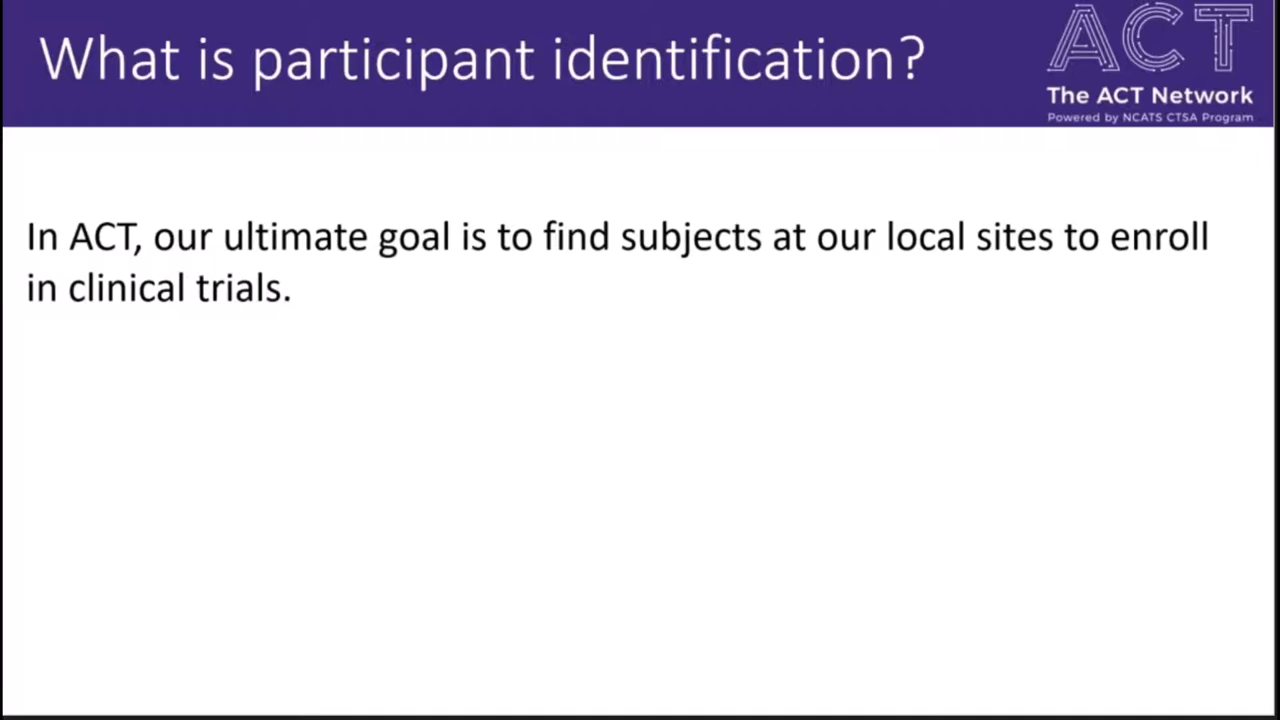 What is participant identification?
ACT
The ACT Network
Powered by NCATS CTSA Program
In ACT, our ultimate goal is to find subjects at our local sites to enroll
in clinical trials.